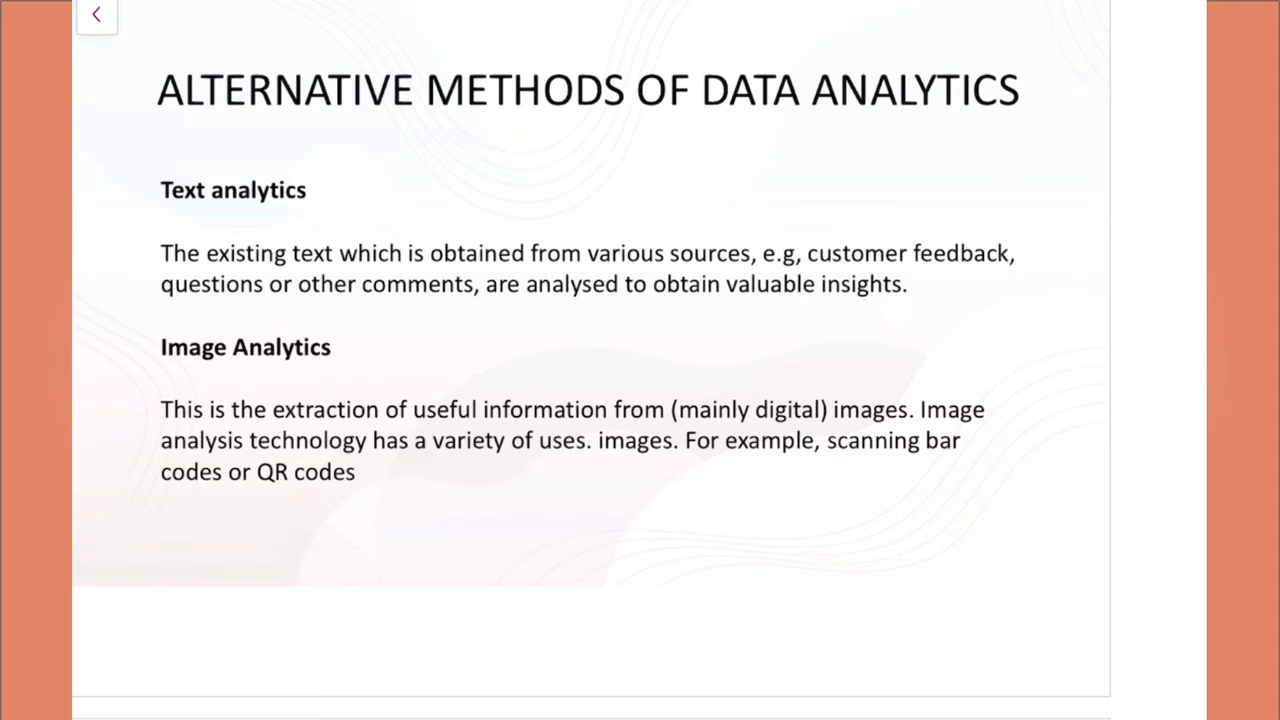 ALTERNATIVE METHODS OF DATA ANALYTICS
Text analytics
The existing text which is obtained from various sources, e.g, customer feedback,
questions or other comments, are analysed to obtain valuable insights.
Image Analytics
This is the extraction of useful information from (mainly digital) images. Image
analysis technology has a variety of uses. images. For example, scanning bar
codes or QR codes